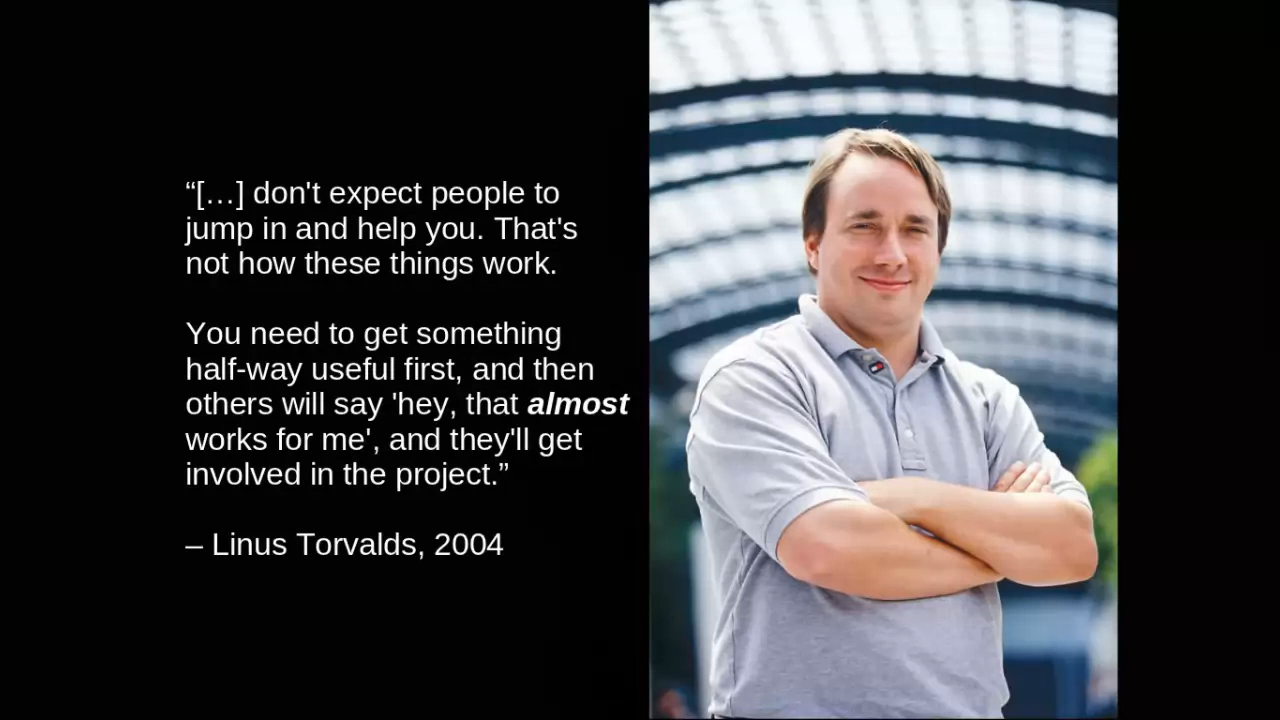 “[…] don't expect people to
jump in and help you. That's
not how these things work.
You need to get something
half-way useful first, and then
others will say 'hey, that almost
works for me', and they'll get
involved in the project.”
– Linus Torvalds, 2004